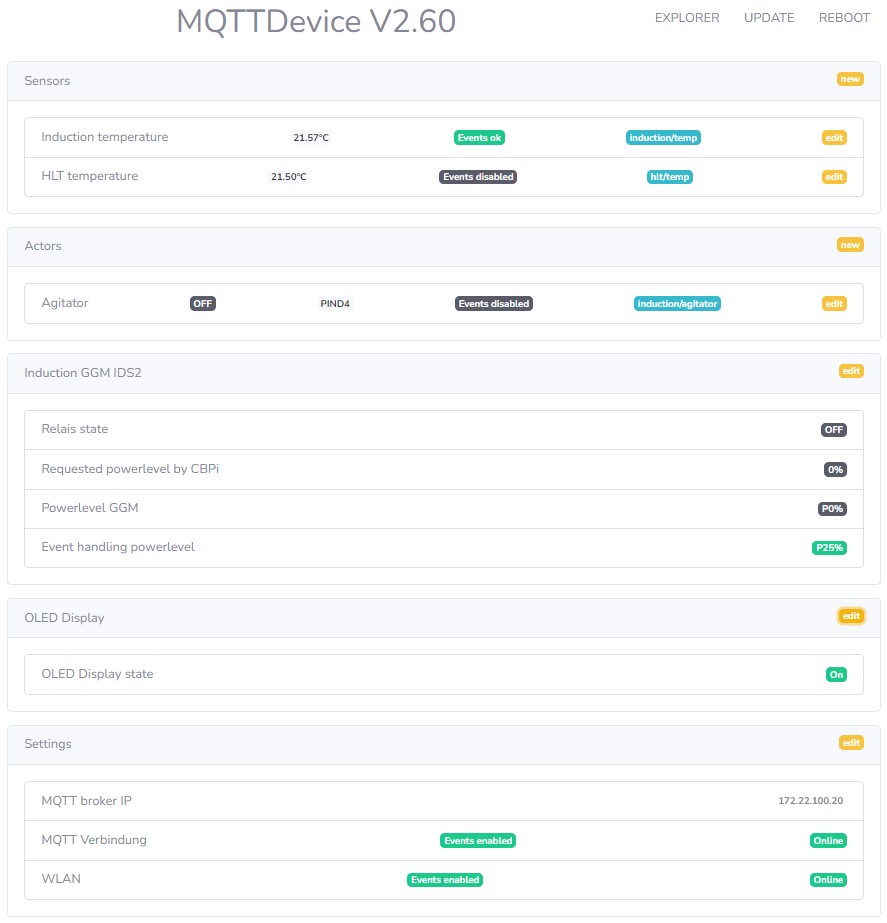 MQTTDevice V2.60 EXPLORER UPDATE REBOOT
Sensors new
Induction temperature 21.57°C Events ok induction/temp edit
HLT temperature 21.50°C Events disabled hlt/temp edit
Actors new
Agitator OFF PIND4 Events disabled induction/agitator edit
Induction GGM IDS2 edit
Relais state OFF
Requested powerlevel by CBPi 0%
Powerlevel GGM P0%
Event handling powerlevel P25%
OLED Display edit
OLED Display state On
Settings edit
MQTT broker IP 172.22.100.20
MQTT Verbindung Events enabled Online
WLAN Events enabled Online